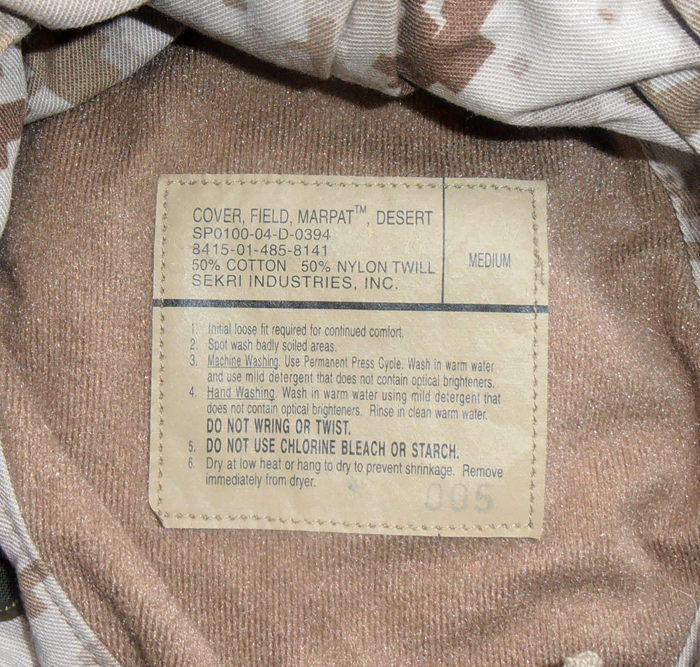 COVER, FIELD, MARPAT™, DESERT
SP0100-04-D-0394
8415-01-485-8141
50% COTTON 50% NYLON TWILL
SEKRI INDUSTRIES, INC.
MEDIUM
1. Initial loose fit required for continued comfort.
2. Spot wash badly soiled areas.
3. Machine Washing. Use Permanent Press Cycle. Wash in warm water
and use mild detergent that does not contain optical brighteners.
4. Hand Washing. Wash in warm water using mild detergent that
does not contain optical brighteners. Rinse in clean warm water.
DO NOT WRING OR TWIST.
5. DO NOT USE CHLORINE BLEACH OR STARCH.
6. Dry at low heat or hang to dry to prevent shrinkage. Remove
immediately from dryer.
005